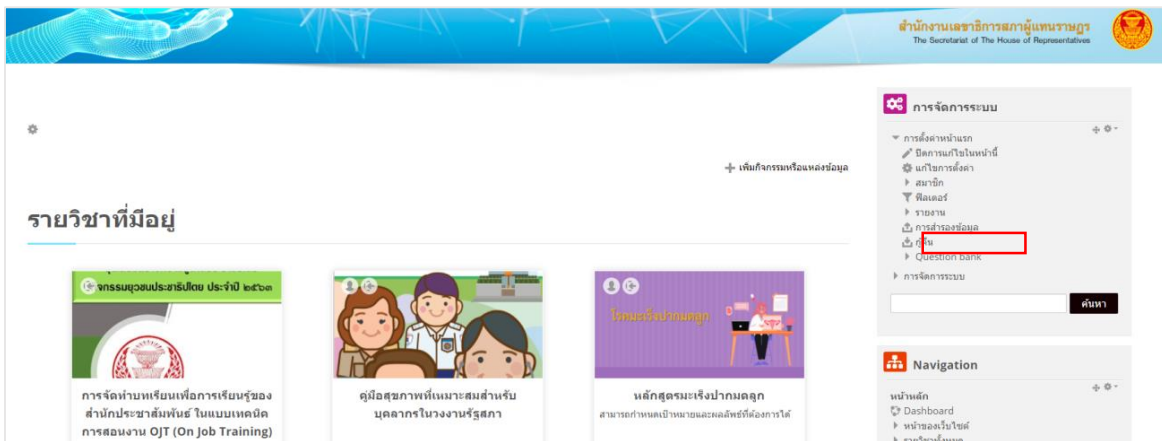 สำนักงานเลขาธิการสภาผู้แทนราษฎร
The Secretariat of The House of Representatives
การจัดการระบบ
การตั้งค่าหน้าแรก
ปิดการแก้ไขในหน้านี้
แก้ไขการตั้งค่า
สมาชิก
ฟิลเตอร์
รายงาน
การสำรองข้อมูล
กู้คืน
Question bank
การจัดการระบบ
ค้นหา
เพิ่มกิจกรรมหรือแหล่งข้อมูล
รายวิชาที่มีอยู่
จกรรมยุวชนประชาธิปไตย ประจำปี ๒๕๖๓
การจัดทำบทเรียนเพื่อการเรียนรู้ของ
สำนักประชาสัมพันธ์ ในแบบเทคนิค
การสอนงาน OJT (On Job Training)
คู่มือสุขภาพที่เหมาะสมสำหรับ
บุคลากรในวงงานรัฐสภา
โรคมะเร็งปากมดลูก
หลักสูตรมะเร็งปากมดลูก
สามารถกำหนดเป้าหมายและผลลัพธ์ที่ต้องการได้
Navigation
หน้าหลัก
Dashboard
หน้าของเว็บไซต์
รายวิชาทั้งหมด